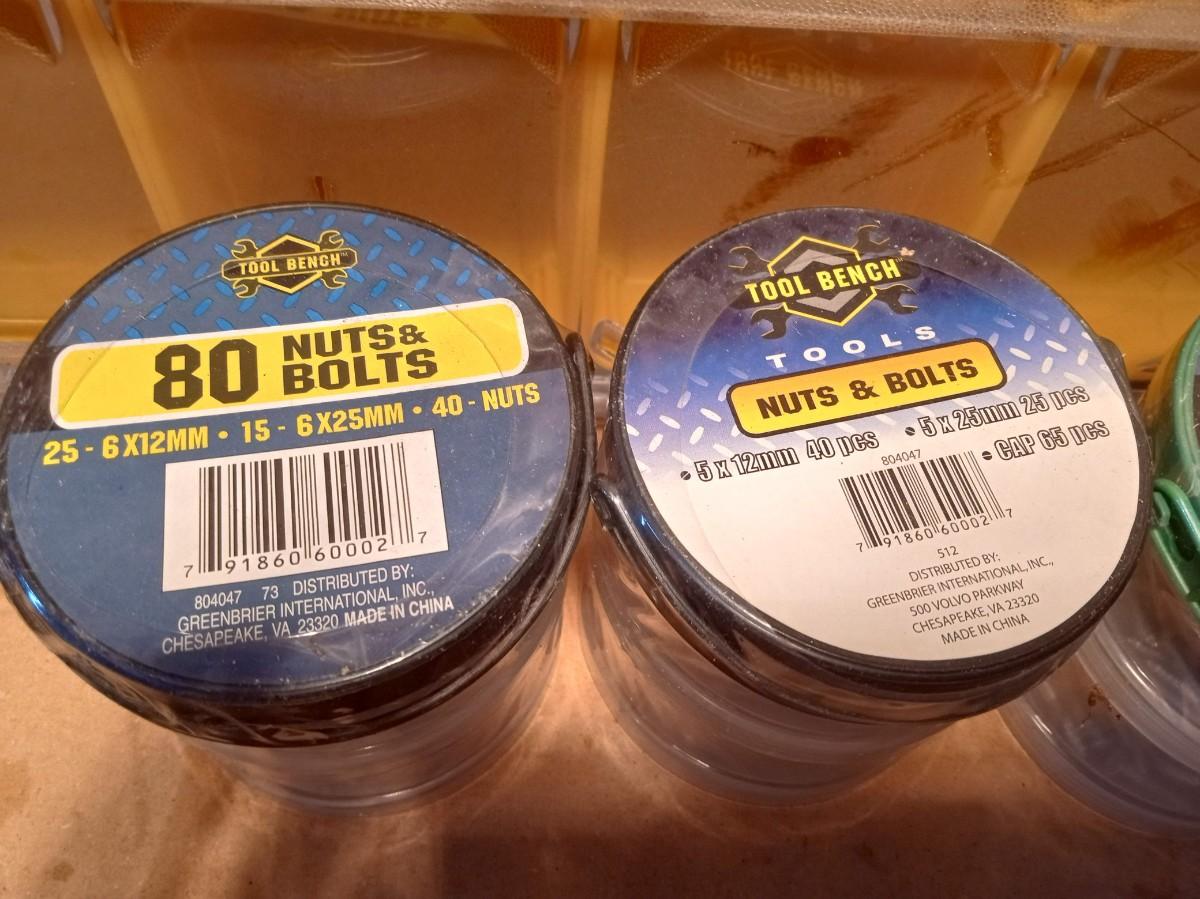 TOOL BENCH™
80 NUTS& BOLTS
25 - 6X12MM • 15 - 6X25MM • 40 - NUTS
7 91860 60002 7
804047 73 DISTRIBUTED BY:
GREENBRIER INTERNATIONAL, INC.,
CHESAPEAKE, VA 23320 MADE IN CHINA
TOOL BENCH™
TOOLS
NUTS & BOLTS
• 5 x 12mm 40 pcs • 5 x 25mm 25 pcs
• CAP 65 pcs
804047
7 91860 60002 7
512
DISTRIBUTED BY:
GREENBRIER INTERNATIONAL, INC.,
500 VOLVO PARKWAY
CHESAPEAKE, VA 23320
MADE IN CHINA